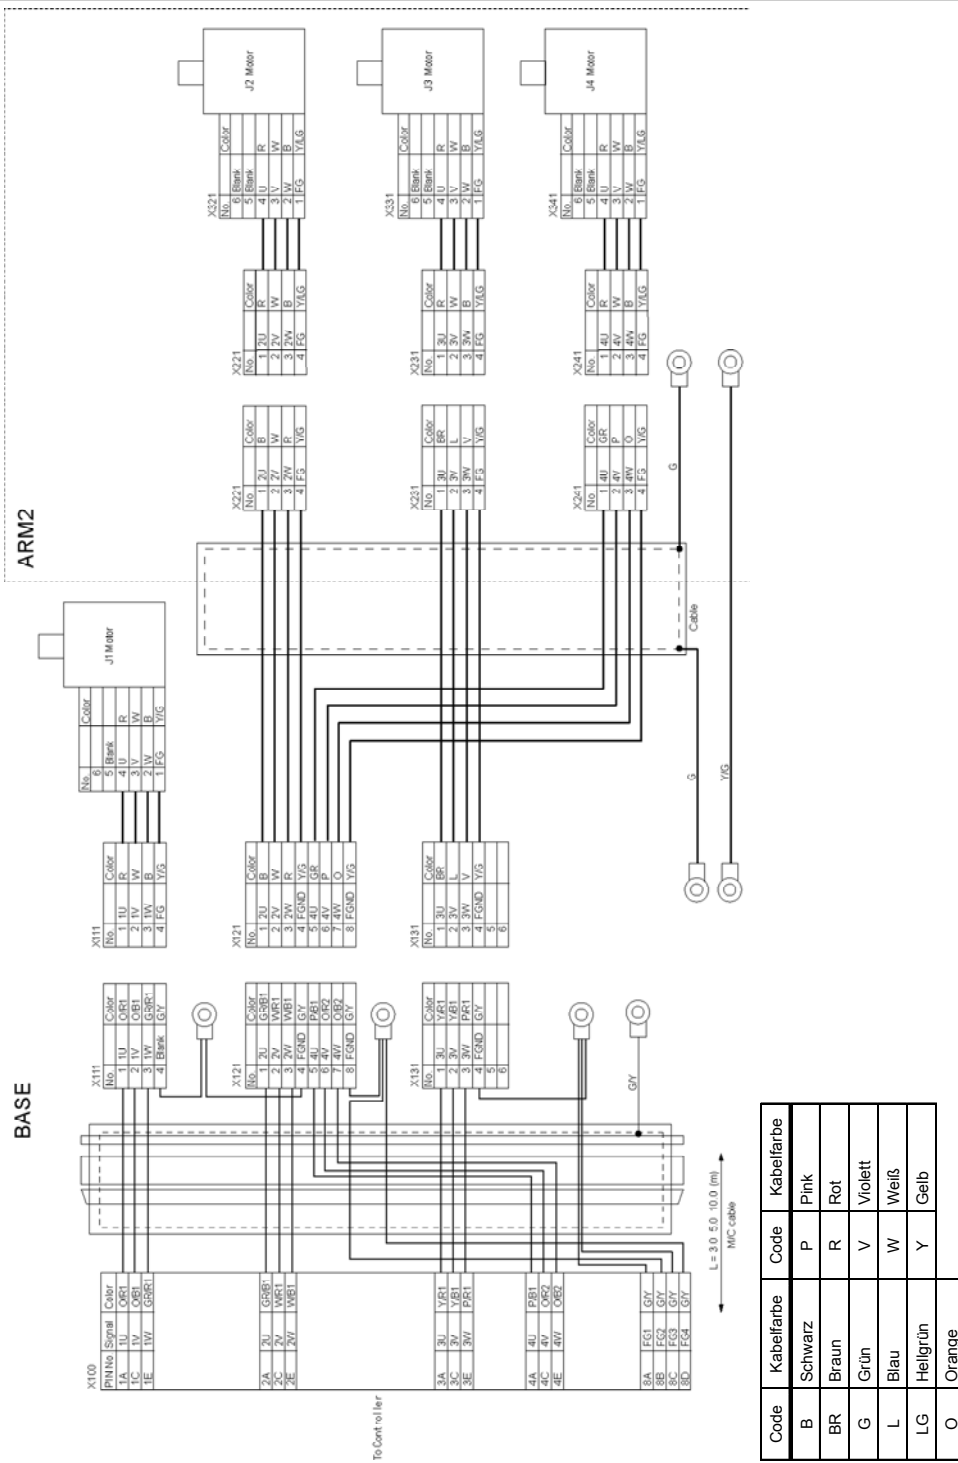 BASE
ARM2
To Controller
X100
PIN No Signal Color
1A 1U O/R1
1C 1V O/B1
1E 1W GR/R1
2A 2U GR/B1
2C 2V W/R1
2E 2W W/B1
3A 3U Y/R1
3C 3V Y/B1
3E 3W P/R1
4A 4U P/B1
4C 4V O/R2
4E 4W O/B2
8A FG1 G/Y
8B FG2 G/Y
8C FG3 G/Y
8D FG4 G/Y
L = 3.0 5.0 10.0 (m)
M/C cable
G/Y
X111
No. Color
1 1U O/R1
2 1V O/B1
3 1W GR/R1
4 Blank G/Y
X121
No. Color
1 2U GR/B1
2 2V W/R1
3 2W W/B1
4 FGND G/Y
5 4U P/B1
6 4V O/R2
7 4W O/B2
8 FGND G/Y
X131
No. Color
1 3U Y/R1
2 3V Y/B1
3 3W P/R1
4 FGND G/Y
5
6
X111
No. Color
1 1U R
2 1V W
3 1W B
4 FG Y/G
X121
No. Color
1 2U B
2 2V W
3 2W R
4 FGND Y/G
5 4U GR
6 4V P
7 4W O
8 FGND Y/G
X131
No. Color
1 3U BR
2 3V L
3 3W V
4 FGND Y/G
5
6
No. Color
6
5 Blank
4 U R
3 V W
2 W B
1 FG Y/G
J1 Motor
Cable
G
Y/G
G
X221
No. Color
1 2U B
2 2V W
3 2W R
4 FG Y/G
X231
No. Color
1 3U BR
2 3V L
3 3W V
4 FG Y/G
X241
No. Color
1 4U GR
2 4V P
3 4W O
4 FG Y/G
X221
No. Color
1 2U R
2 2V W
3 2W B
4 FG Y/LG
X231
No. Color
1 3U R
2 3V W
3 3W B
4 FG Y/LG
X241
No. Color
1 4U R
2 4V W
3 4W B
4 FG Y/LG
X321
No. Color
6 Blank
5 Blank
4 U R
3 V W
2 W B
1 FG Y/LG
J2 Motor
X331
No. Color
6 Blank
5 Blank
4 U R
3 V W
2 W B
1 FG Y/LG
J3 Motor
X341
No. Color
6 Blank
5 Blank
4 U R
3 V W
2 W B
1 FG Y/LG
J4 Motor
Code Kabelfarbe Code Kabelfarbe
B Schwarz P Pink
BR Braun R Rot
G Grün V Violett
L Blau W Weiß
LG Hellgrün Y Gelb
O Orange